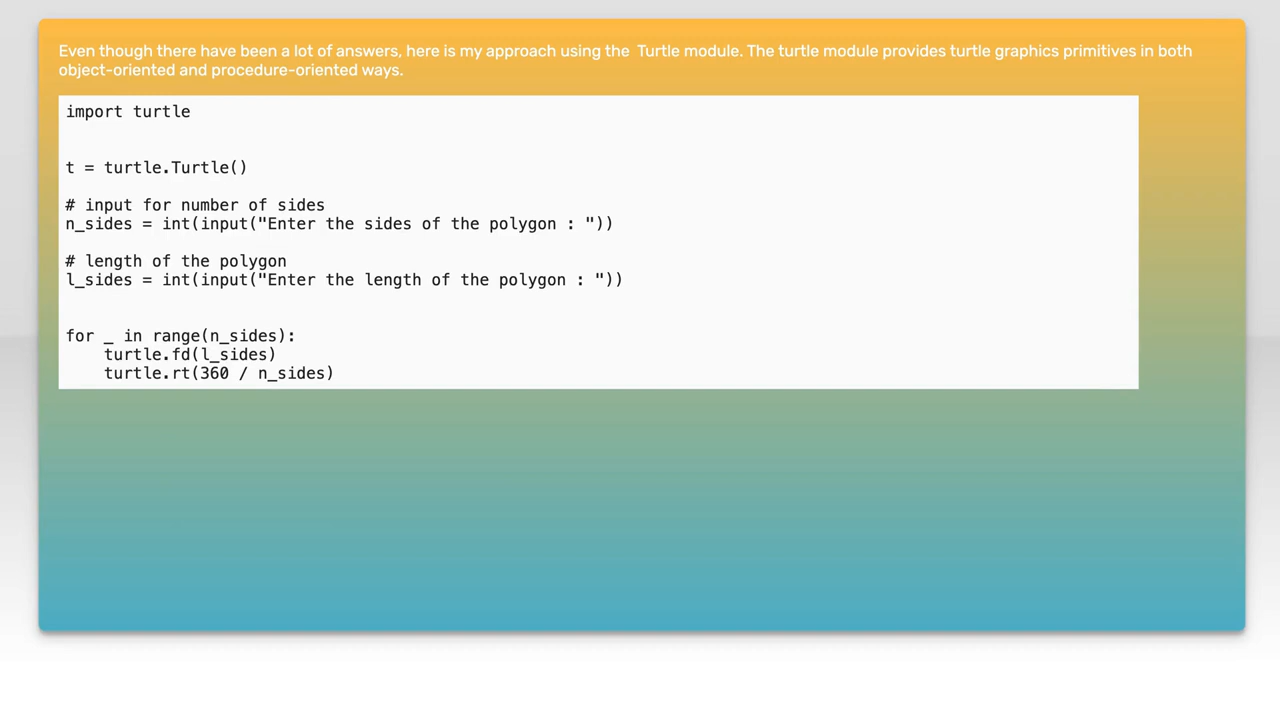 Even though there have been a lot of answers, here is my approach using the  Turtle module. The turtle module provides turtle graphics primitives in both
object-oriented and procedure-oriented ways.
import turtle
t = turtle.Turtle()
# input for number of sides
n_sides = int(input("Enter the sides of the polygon : "))
# length of the polygon
l_sides = int(input("Enter the length of the polygon : "))
for _ in range(n_sides):
    turtle.fd(l_sides)
    turtle.rt(360 / n_sides)